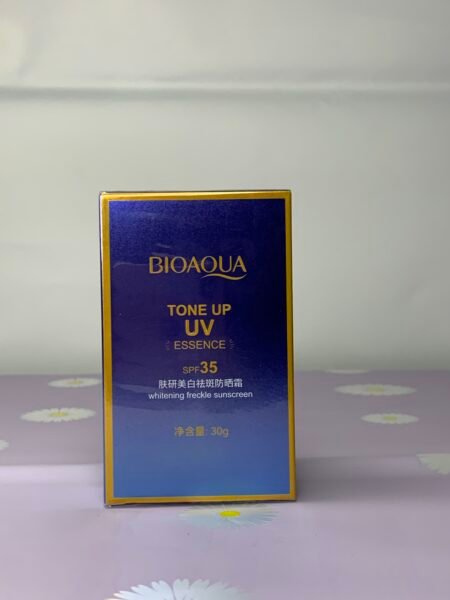 BIOAQUA
TONE UP
UV
ESSENCE
SPF35
肤研美白祛斑防晒霜
whitening freckle sunscreen
净含量: 30g